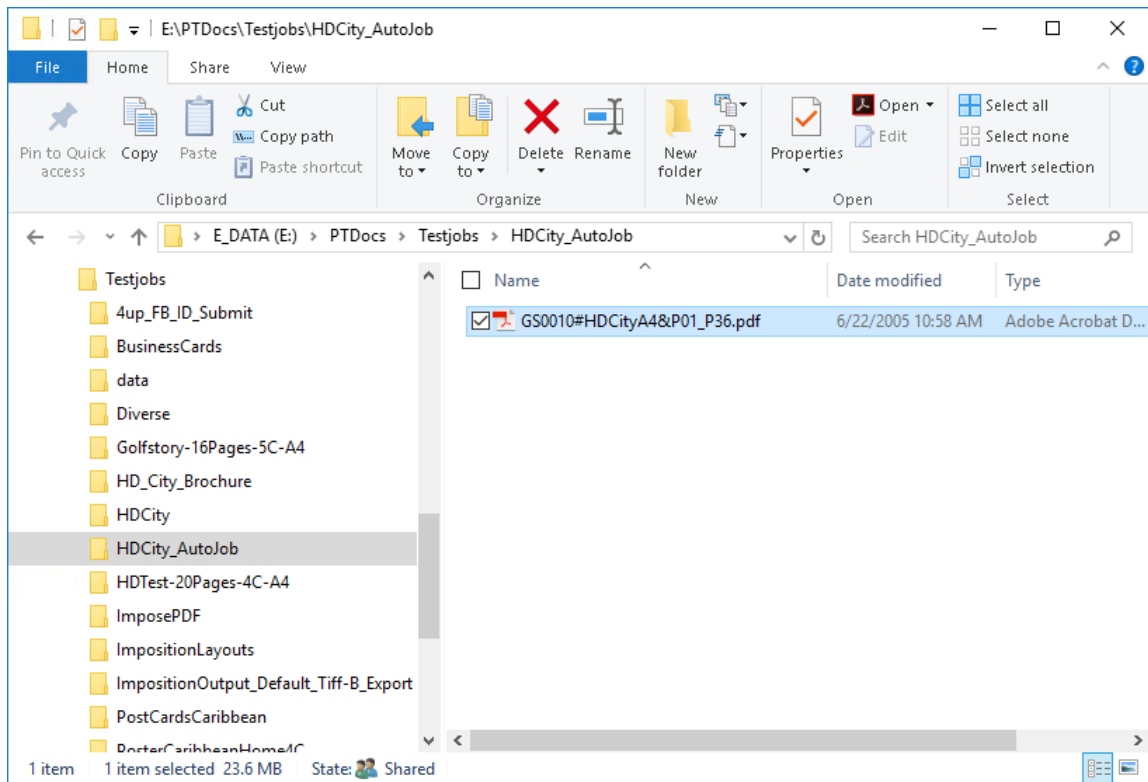 E:\PTDocs\Testjobs\HDCity_AutoJob
File Home Share View
Pin to Quick access
Copy
Paste
Cut
Copy path
Paste shortcut
Clipboard
Move to
Copy to
Delete
Rename
Organize
New folder
New
Properties
Open
Edit
Open
Select all
Select none
Invert selection
Select
E_DATA (E:) > PTDocs > Testjobs > HDCity_AutoJob
Search HDCity_AutoJob
Testjobs
4up_FB_ID_Submit
BusinessCards
data
Diverse
Golfstory-16Pages-5C-A4
HD_City_Brochure
HDCity
HDCity_AutoJob
HDTest-20Pages-4C-A4
ImposePDF
ImpositionLayouts
ImpositionOutput_Default_Tiff-B_Export
PostCardsCaribbean
PosterCaribbeanHome4C
Name Date modified Type
GS0010#HDCityA4&P01_P36.pdf 6/22/2005 10:58 AM Adobe Acrobat D...
1 item 1 item selected 23.6 MB State: Shared